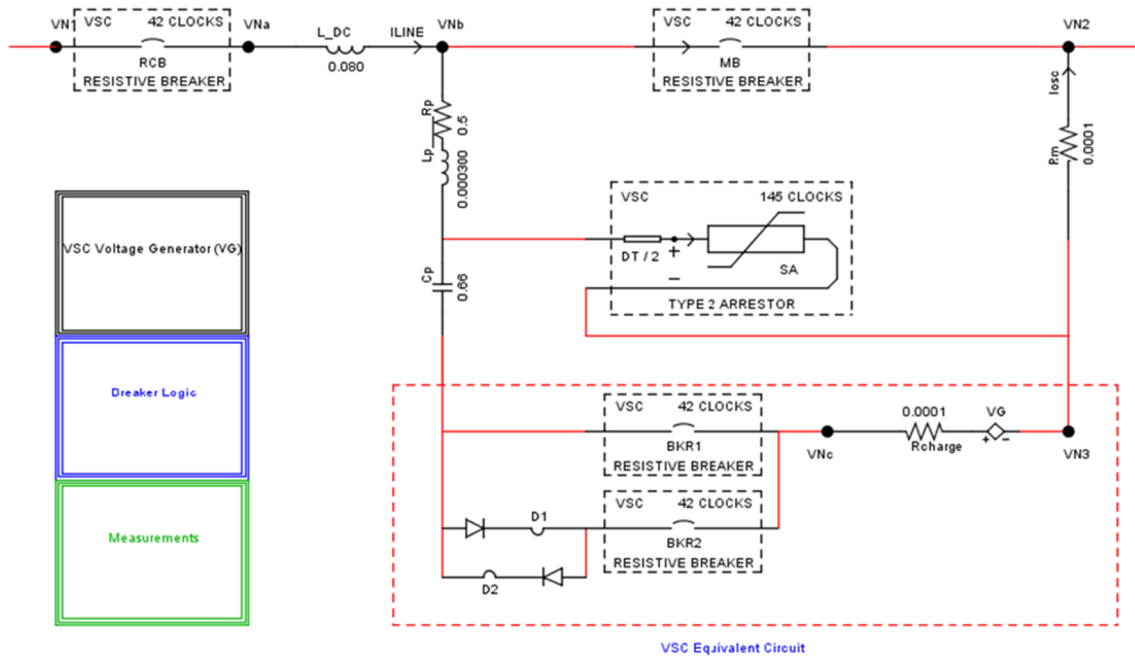 VN1
VSC 42 CLOCKS
RCB
RESISTIVE BREAKER
VNa
L_DC
0.080
ILINE
VNb
VSC 42 CLOCKS
MB
RESISTIVE BREAKER
VN2
Iosc
Rm
0.0001
Rp
0.5
Lp
0.000300
Cp
0.66
VSC 145 CLOCKS
DT / 2
+
−
SA
TYPE 2 ARRESTOR
VSC Voltage Generator (VG)
Breaker Logic
Measurements
VSC 42 CLOCKS
BKR1
RESISTIVE BREAKER
VNc
0.0001
Rcharge
VG
+ -
VN3
VSC 42 CLOCKS
BKR2
RESISTIVE BREAKER
D1
D2
VSC Equivalent Circuit